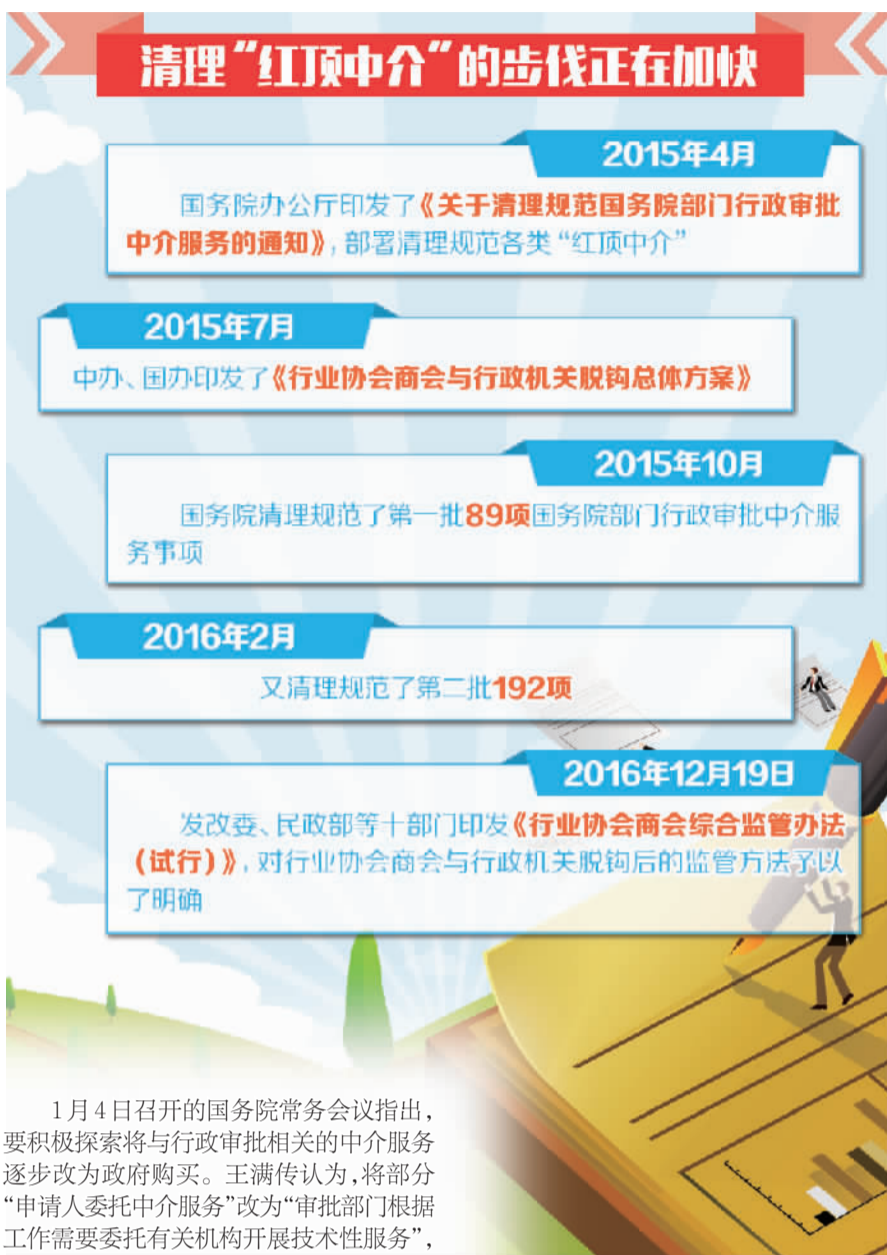 清理“红顶中介”的步伐正在加快
2015年4月
国务院办公厅印发了《关于清理规范国务院部门行政审批
中介服务的通知》,部署清理规范各类“红顶中介”
2015年7月
中办、国办印发了《行业协会商会与行政机关脱钩总体方案》
2015年10月
国务院清理规范了第一批89项国务院部门行政审批中介服
务事项
2016年2月
又清理规范了第二批192项
2016年12月19日
发改委、民政部等十部门印发《行业协会商会综合监管办法
(试行)》,对行业协会商会与行政机关脱钩后的监管方法予以
了明确
1月4日召开的国务院常务会议指出,
要积极探索将与行政审批相关的中介服务
逐步改为政府购买。王满传认为,将部分
“申请人委托中介服务”改为“审批部门根据
工作需要委托有关机构开展技术性服务”,